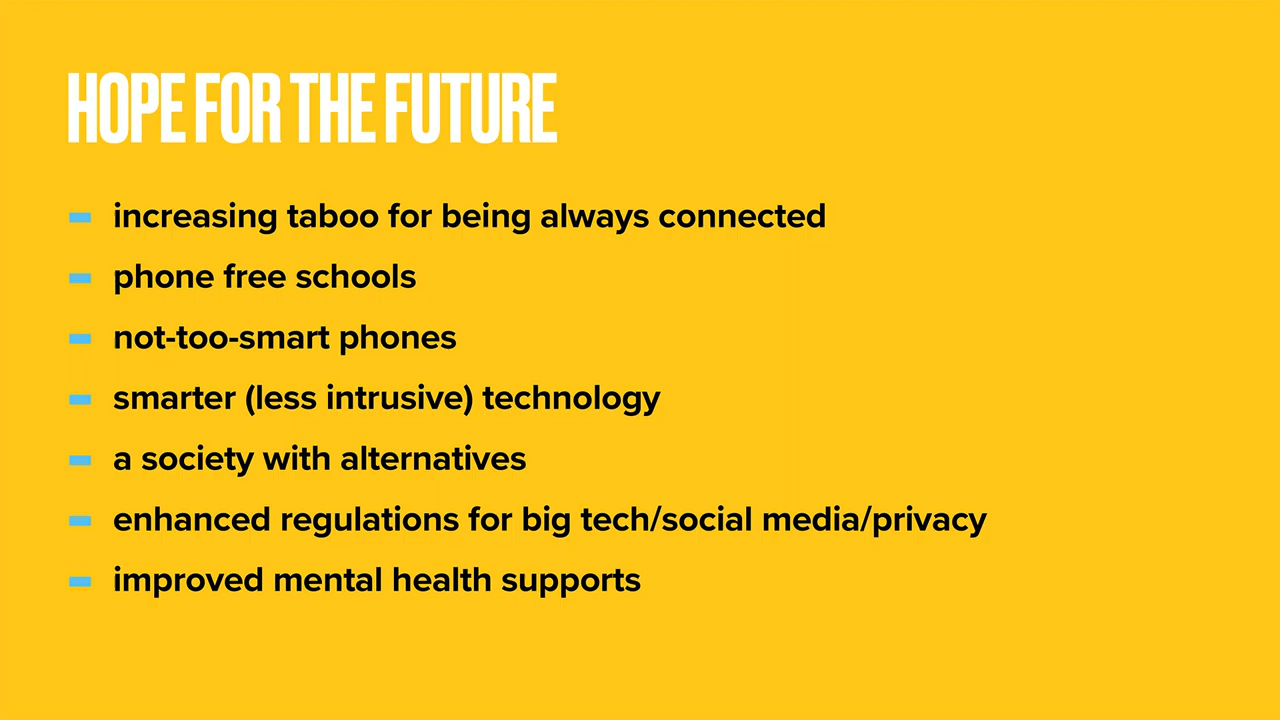 HOPE FOR THE FUTURE
increasing taboo for being always connected
phone free schools
not-too-smart phones
smarter (less intrusive) technology
a society with alternatives
enhanced regulations for big tech/social media/privacy
improved mental health supports